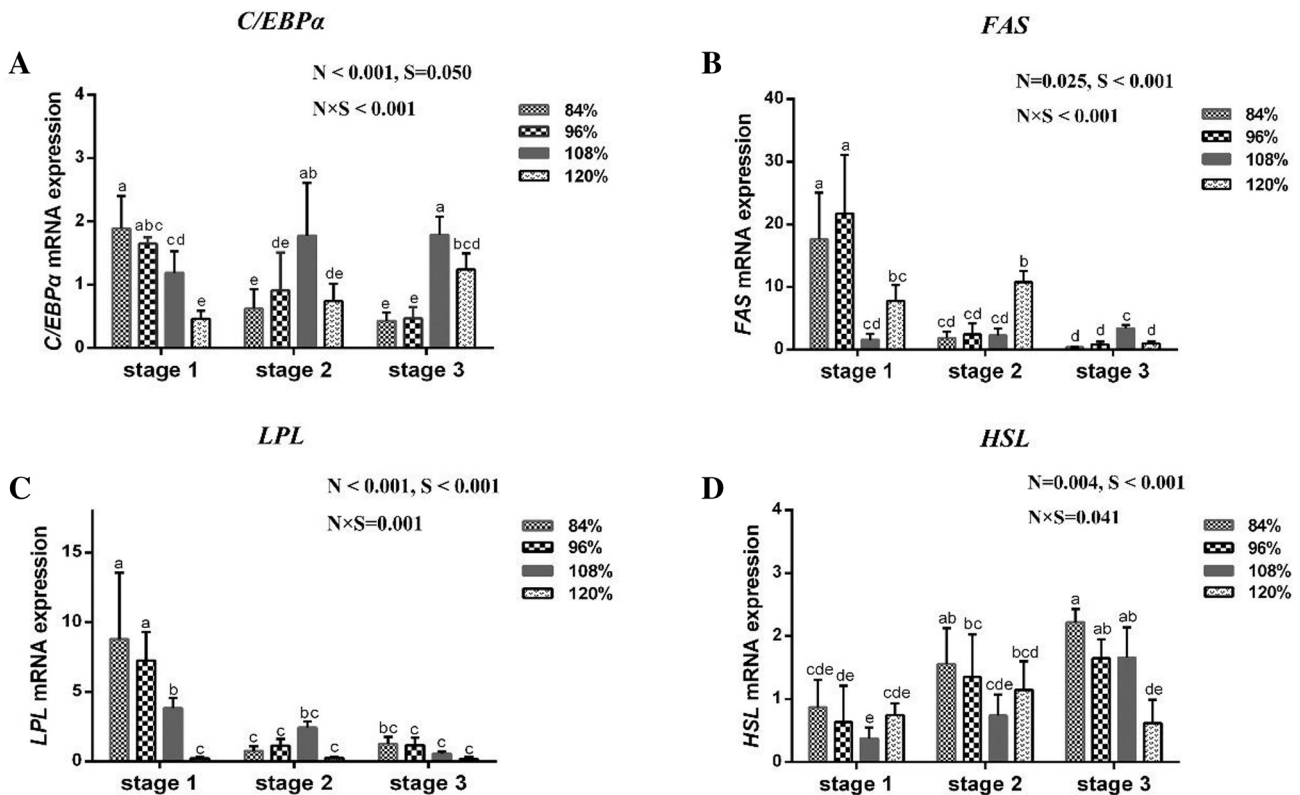 C/EBPα
A
N < 0.001, S=0.050
N×S < 0.001
C/EBPα mRNA expression
4
3
2
1
0
a
abc
cd
e
e
de
ab
de
e
e
a
bcd
stage 1
stage 2
stage 3
84%
96%
108%
120%
FAS
B
N=0.025, S < 0.001
N×S < 0.001
FAS mRNA expression
40
30
20
10
0
a
a
cd
bc
cd
cd
cd
b
d
d
c
d
stage 1
stage 2
stage 3
84%
96%
108%
120%
LPL
C
N < 0.001, S < 0.001
N×S=0.001
LPL mRNA expression
15
10
5
0
a
a
b
c
c
c
bc
c
bc
c
c
c
stage 1
stage 2
stage 3
84%
96%
108%
120%
HSL
D
N=0.004, S < 0.001
N×S=0.041
HSL mRNA expression
4
3
2
1
0
cde
de
e
cde
ab
bc
cde
bcd
a
ab
ab
de
stage 1
stage 2
stage 3
84%
96%
108%
120%